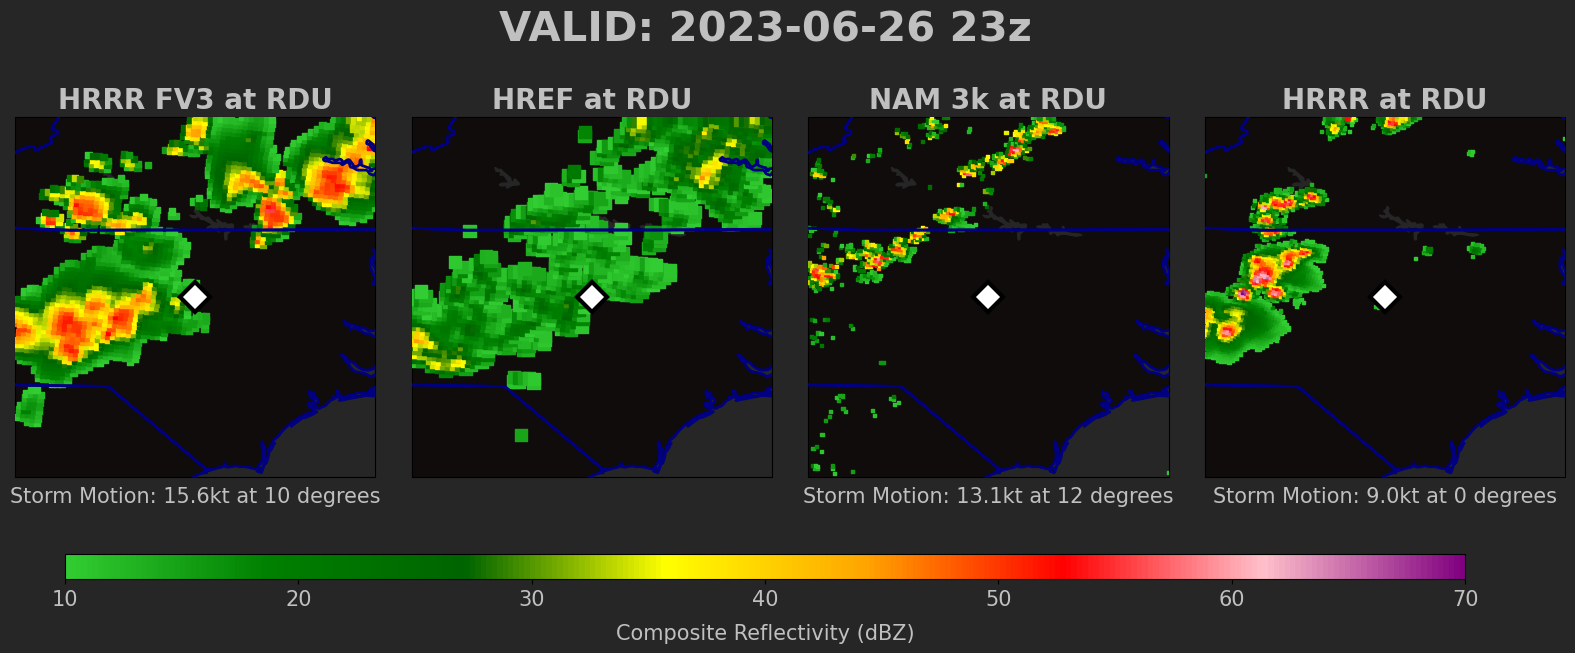 VALID: 2023-06-26 23z
HRRR FV3 at RDU
HREF at RDU
NAM 3k at RDU
HRRR at RDU
Storm Motion: 15.6kt at 10 degrees
Storm Motion: 13.1kt at 12 degrees
Storm Motion: 9.0kt at 0 degrees
10 20 30 40 50 60 70
Composite Reflectivity (dBZ)